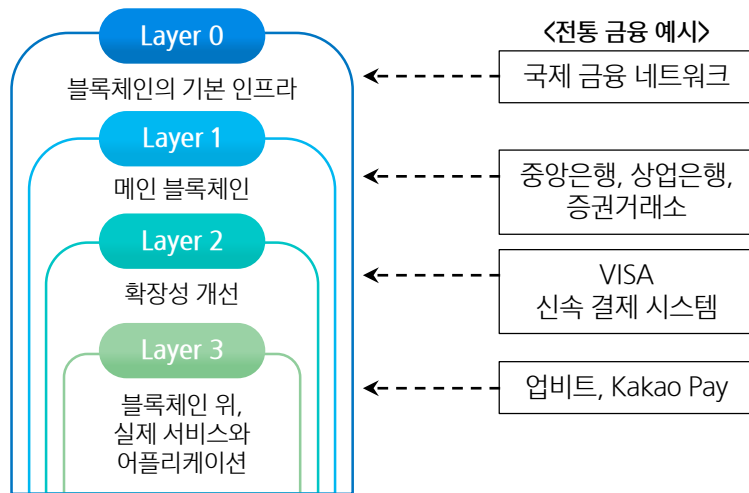 Layer 0
블록체인의 기본 인프라
Layer 1
메인 블록체인
Layer 2
확장성 개선
Layer 3
블록체인 위,
실제 서비스와
어플리케이션
<전통 금융 예시>
국제 금융 네트워크
중앙은행, 상업은행,
증권거래소
VISA
신속 결제 시스템
업비트, Kakao Pay